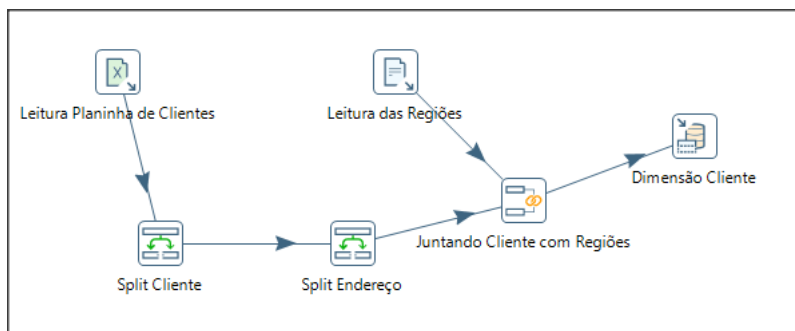 Leitura Planinha de Clientes
Leitura das Regiões
Dimensão Cliente
Juntando Cliente com Regiões
Split Cliente
Split Endereço